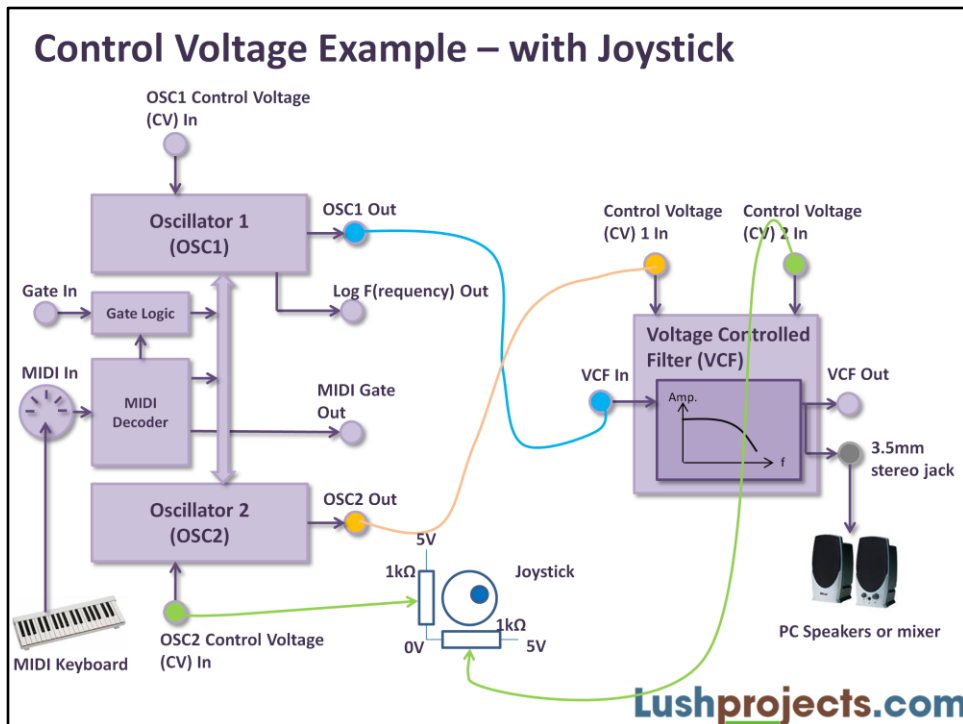 Control Voltage Example – with Joystick
OSC1 Control Voltage
(CV) In
Oscillator 1
(OSC1)
OSC1 Out
Control Voltage
(CV) 1 In
Control Voltage
(CV) 2 In
Gate In
Gate Logic
Log F(requency) Out
Voltage Controlled
Filter (VCF)
MIDI In
MIDI
Decoder
MIDI Gate
Out
VCF In
Amp.
f
VCF Out
3.5mm
stereo jack
Oscillator 2
(OSC2)
OSC2 Out
5V
1kΩ
Joystick
1kΩ
0V
5V
OSC2 Control Voltage
(CV) In
MIDI Keyboard
PC Speakers or mixer
Lushprojects.com